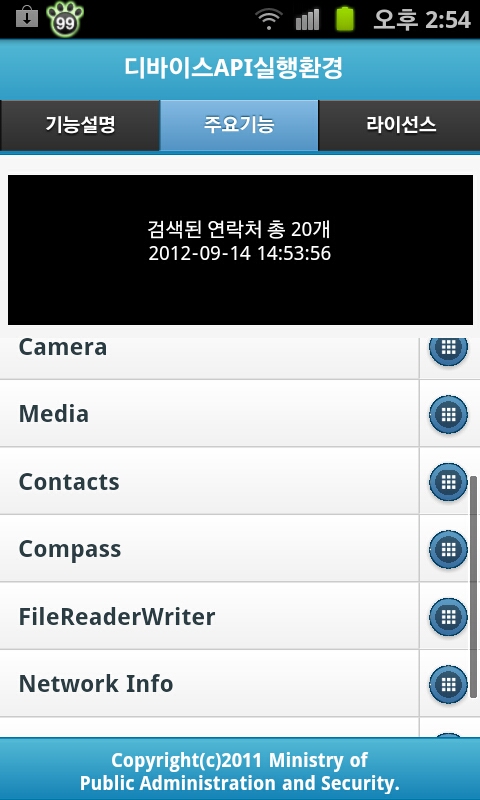 99
오후 2:54
디바이스API실행환경
기능설명
주요기능
라이선스
검색된 연락처 총 20개
2012-09-14 14:53:56
Camera
Media
Contacts
Compass
FileReaderWriter
Network Info
Copyright(c)2011 Ministry of
Public Administration and Security.